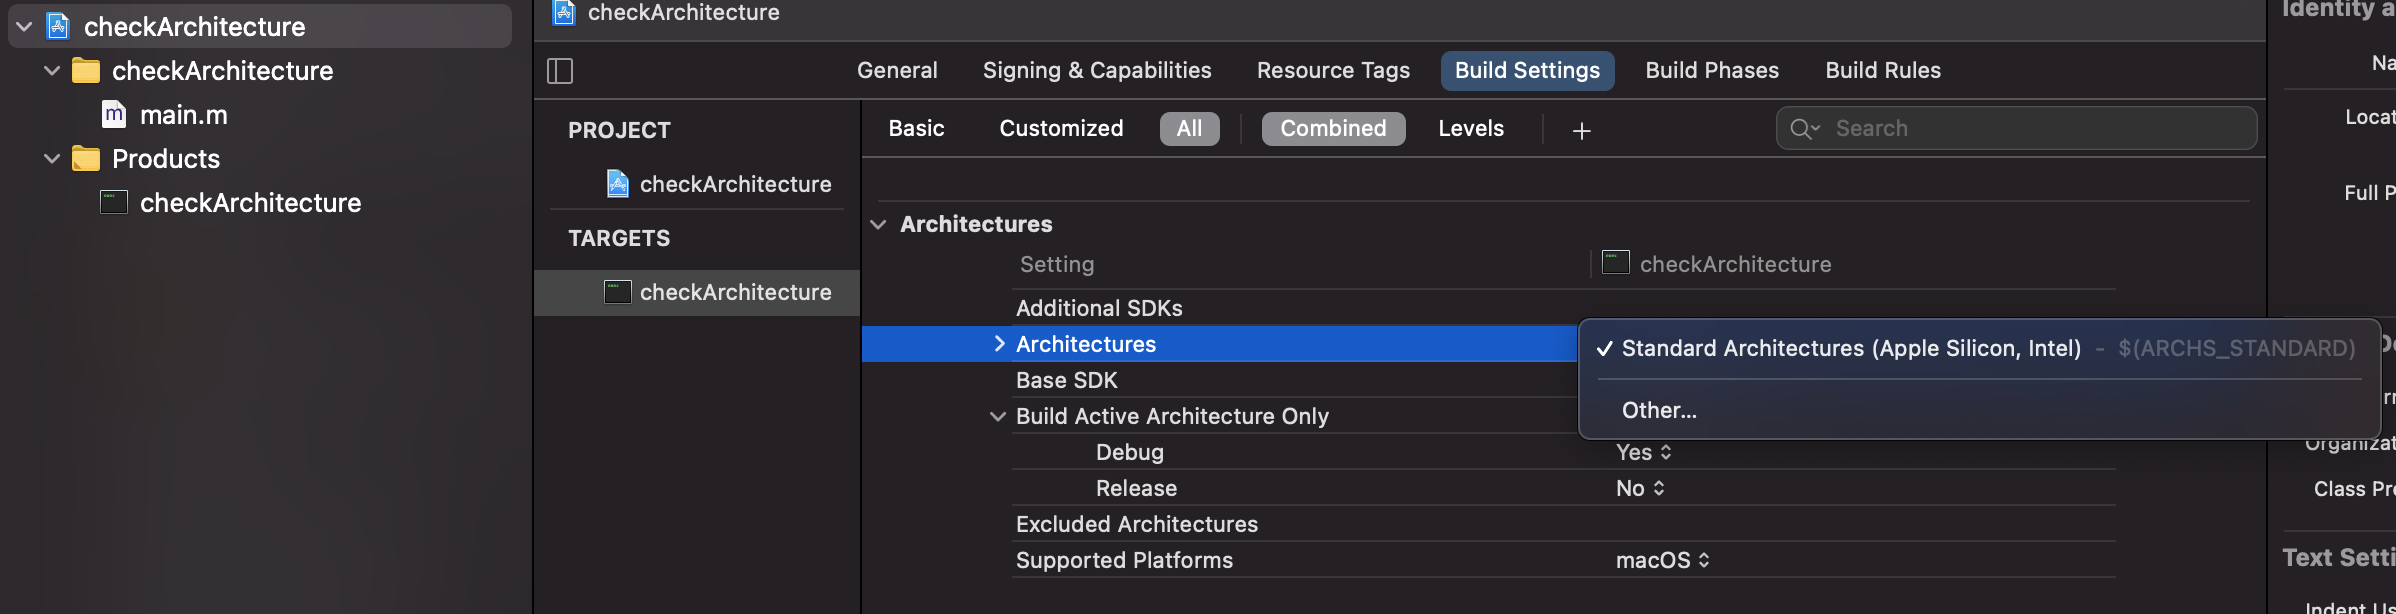 checkArchitecture
checkArchitecture
m main.m
Products
checkArchitecture
checkArchitecture
General Signing & Capabilities Resource Tags Build Settings Build Phases Build Rules
Basic Customized All Combined Levels + Search
PROJECT
checkArchitecture
TARGETS
checkArchitecture
Architectures
Setting checkArchitecture
Additional SDKs
Architectures
✓ Standard Architectures (Apple Silicon, Intel) – $(ARCHS_STANDARD)
Other...
Base SDK
Build Active Architecture Only
Debug Yes
Release No
Excluded Architectures
Supported Platforms macOS
Identity a
Na
Locat
Full P
Organizat
Class Pre
Text Setti
Indent Us